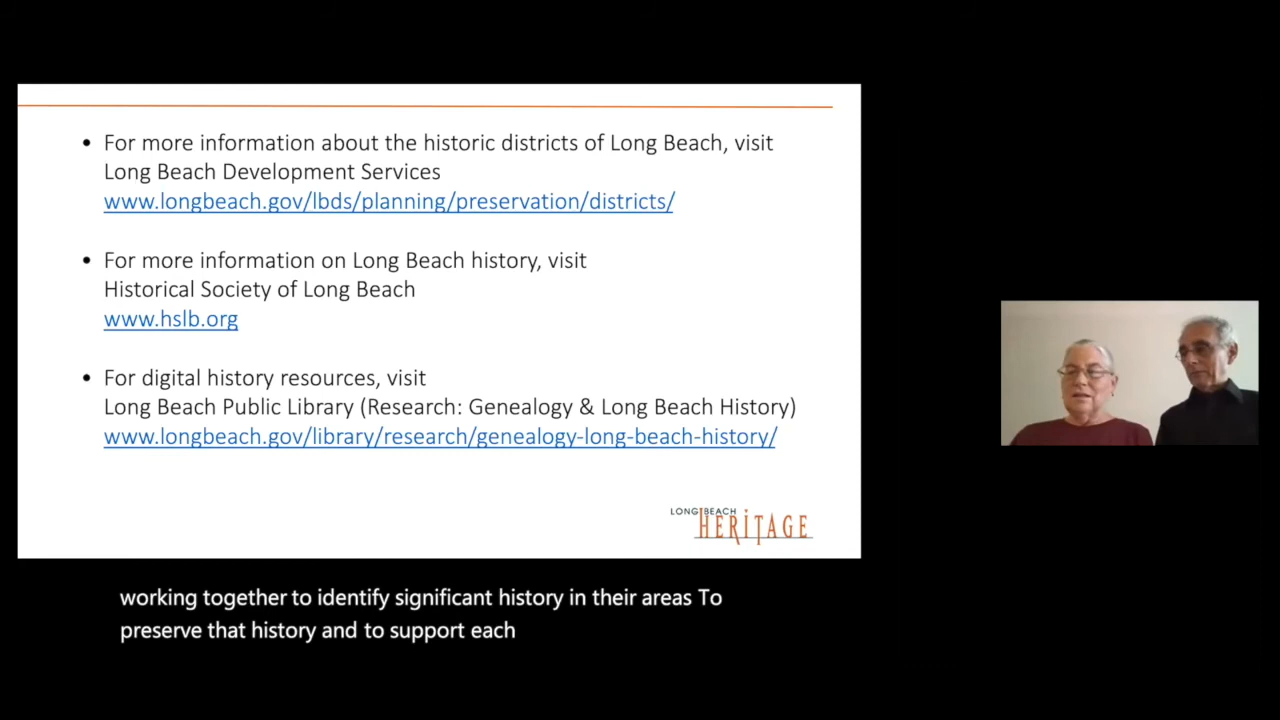 • For more information about the historic districts of Long Beach, visit
Long Beach Development Services
www.longbeach.gov/lbds/planning/preservation/districts/
• For more information on Long Beach history, visit
Historical Society of Long Beach
www.hslb.org
• For digital history resources, visit
Long Beach Public Library (Research: Genealogy & Long Beach History)
www.longbeach.gov/library/research/genealogy-long-beach-history/
LONG BEACH
HERITAGE
working together to identify significant history in their areas To
preserve that history and to support each